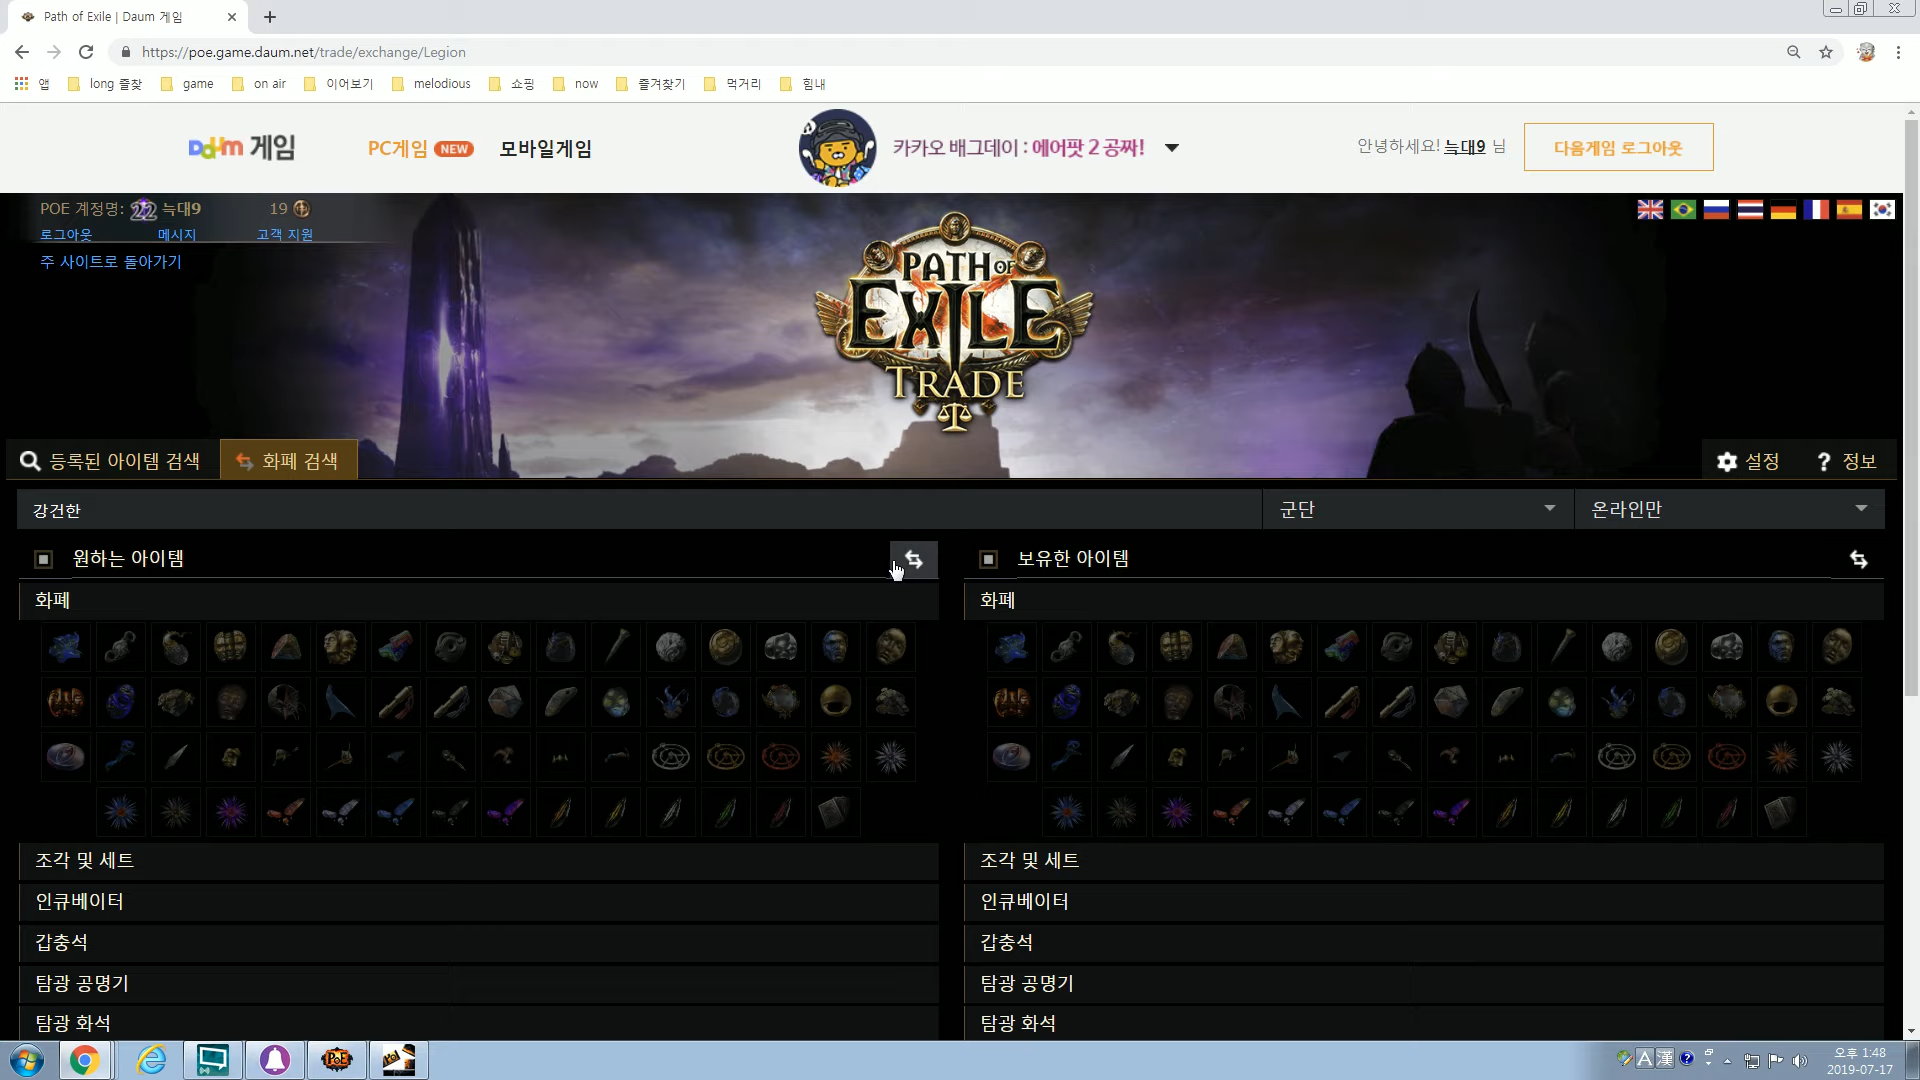 Path of Exile | Daum 게임
https://poe.game.daum.net/trade/exchange/Legion
앱 long 즐찾 game on air 이어보기 melodious 쇼핑 now 즐겨찾기 먹거리 힘내
Daum 게임 PC게임 NEW 모바일게임 카카오 배그데이 : 에어팟 2 공짜! 안녕하세요! 늑대9 님 다음게임 로그아웃
POE 계정명: 22 늑대9 19
로그아웃 메시지 고객 지원
주 사이트로 돌아가기
PATH OF
EXILE
TRADE
등록된 아이템 검색 화폐 검색 설정 ? 정보
강건한 군단 온라인만
원하는 아이템 보유한 아이템
화폐 화폐
조각 및 세트 조각 및 세트
인큐베이터 인큐베이터
갑충석 갑충석
탐광 공명기 탐광 공명기
탐광 화석 탐광 화석
PoE A 漢 ? 오후 1:48
2019-07-17